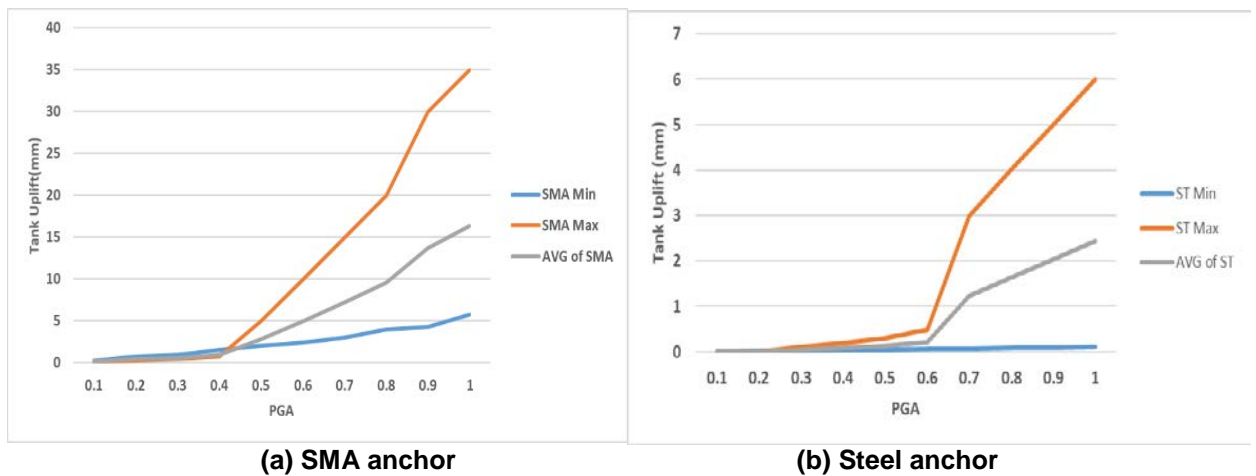 40
35
30
25
20
15
10
5
0
Tank Uplift(mm)
0.1 0.2 0.3 0.4 0.5 0.6 0.7 0.8 0.9 1
PGA
SMA Min
SMA Max
AVG of SMA
(a) SMA anchor
7
6
5
4
3
2
1
0
Tank Uplift (mm)
0.1 0.2 0.3 0.4 0.5 0.6 0.7 0.8 0.9 1
PGA
ST Min
ST Max
AVG of ST
(b) Steel anchor